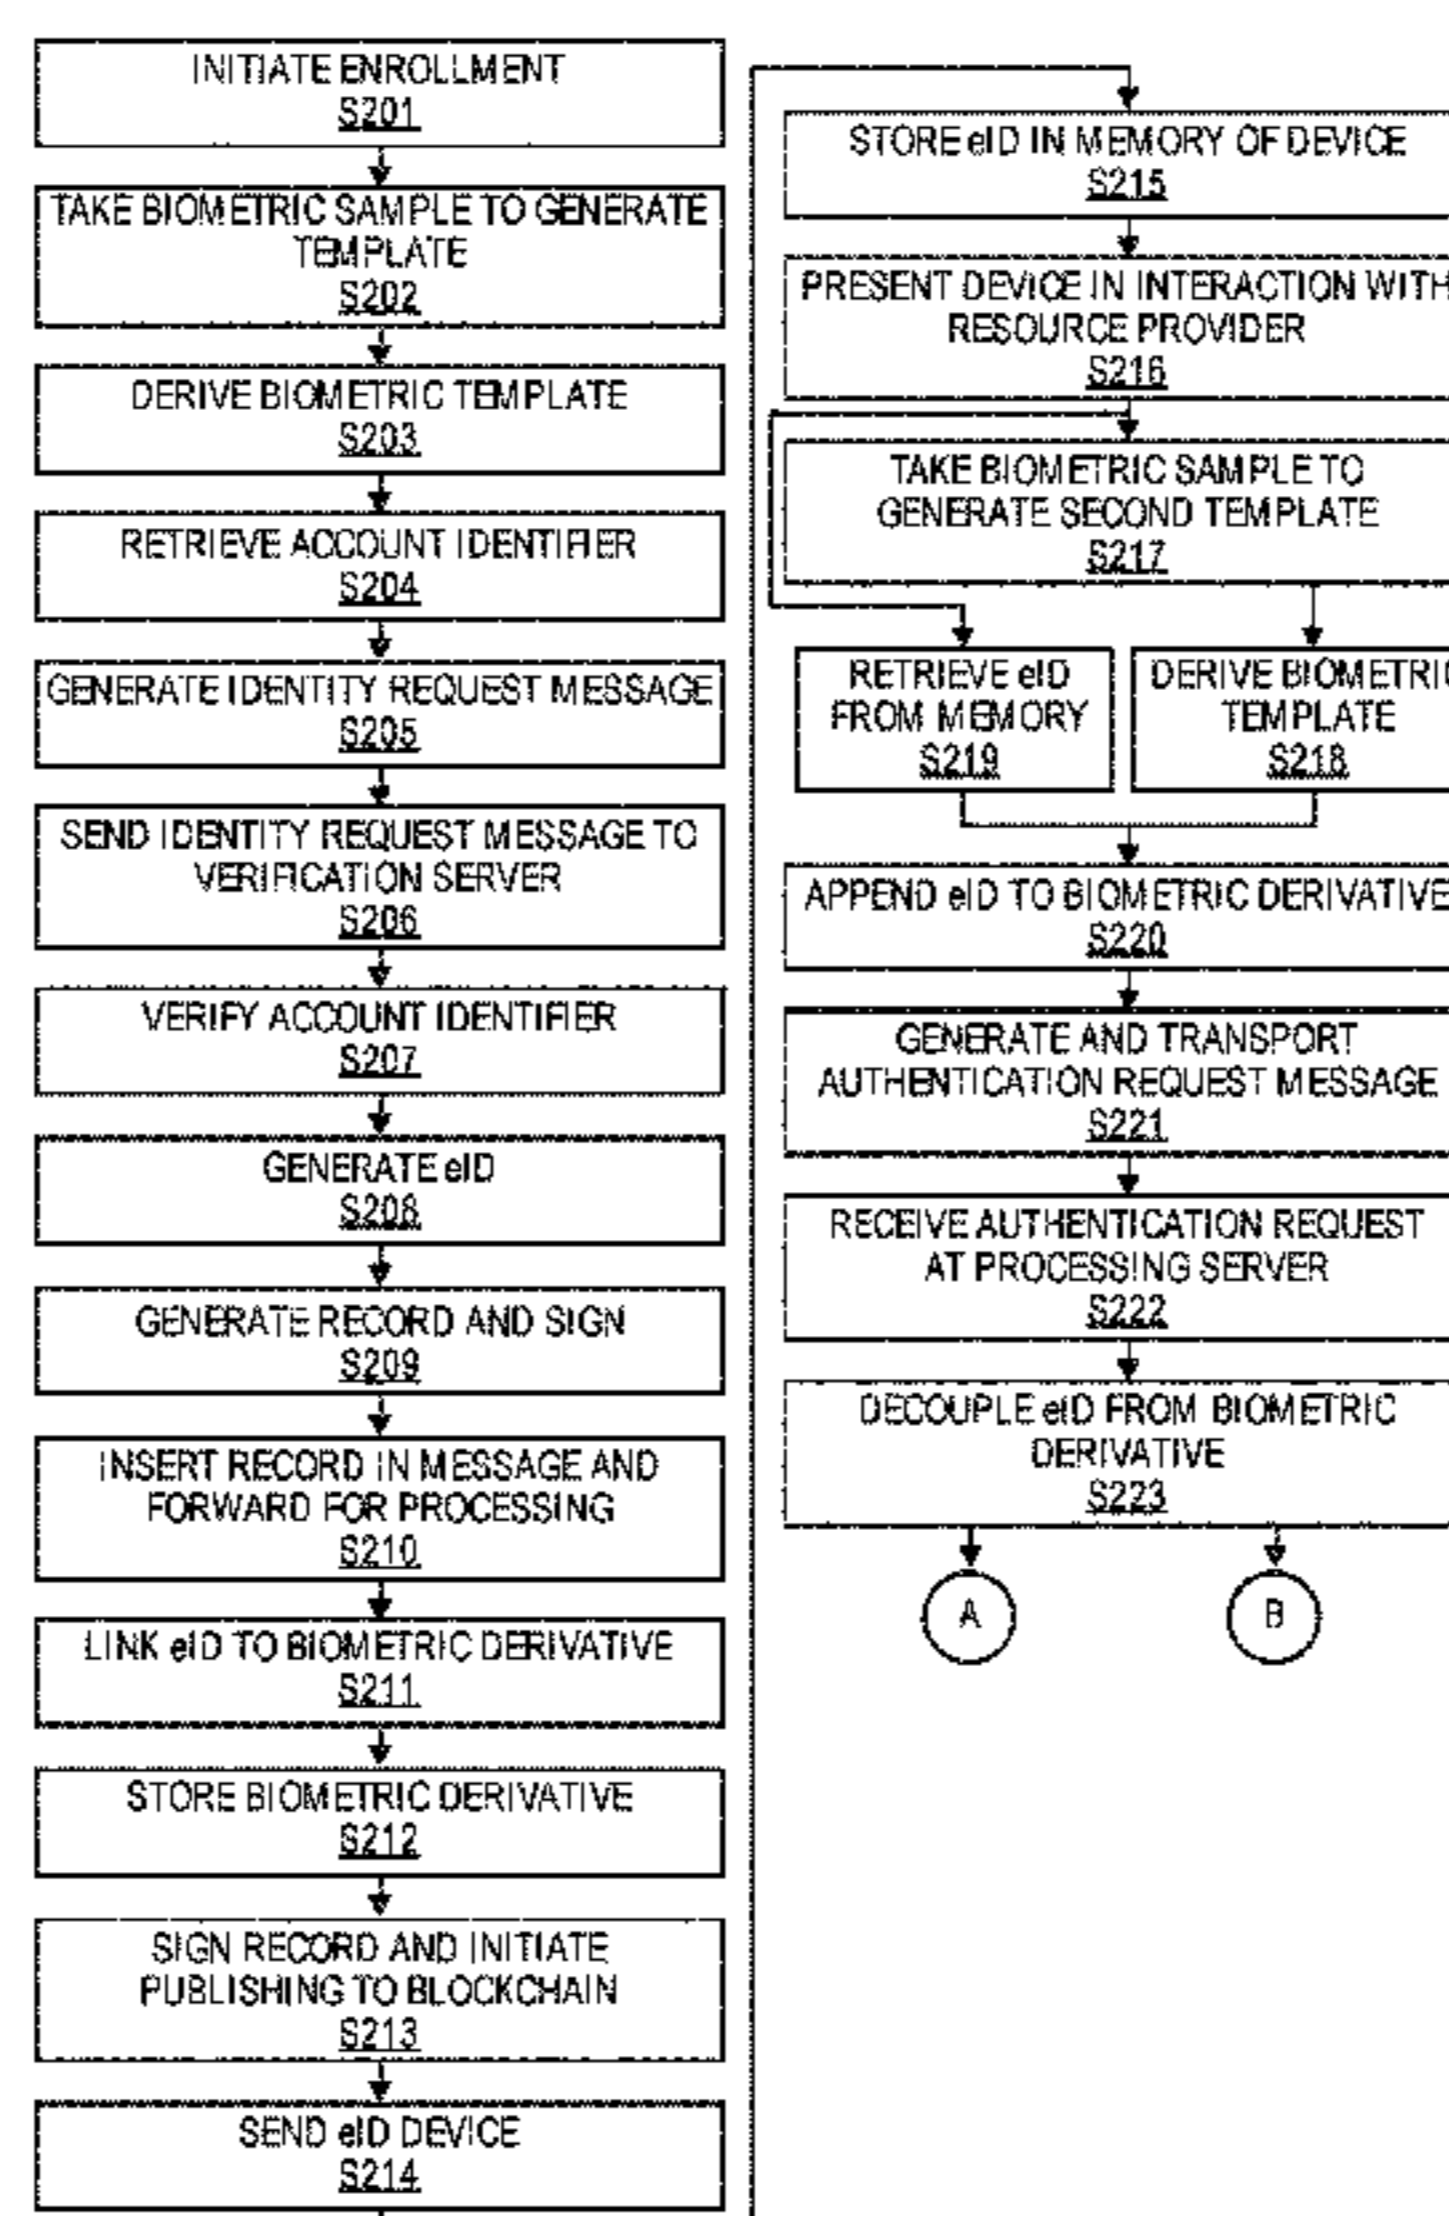 INITIATE ENROLLMENT
S201
TAKE BIOMETRIC SAMPLE TO GENERATE
TEMPLATE
S202
DERIVE BIOMETRIC TEMPLATE
S203
RETRIEVE ACCOUNT IDENTIFIER
S204
GENERATE IDENTITY REQUEST MESSAGE
S205
SEND IDENTITY REQUEST MESSAGE TO
VERIFICATION SERVER
S206
VERIFY ACCOUNT IDENTIFIER
S207
GENERATE eID
S208
GENERATE RECORD AND SIGN
S209
INSERT RECORD IN MESSAGE AND
FORWARD FOR PROCESSING
S210
LINK eID TO BIOMETRIC DERIVATIVE
S211
STORE BIOMETRIC DERIVATIVE
S212
SIGN RECORD AND INITIATE
PUBLISHING TO BLOCKCHAIN
S213
SEND eID DEVICE
S214
STORE eID IN MEMORY OF DEVICE
S215
PRESENT DEVICE IN INTERACTION WITH
RESOURCE PROVIDER
S216
TAKE BIOMETRIC SAMPLE TO
GENERATE SECOND TEMPLATE
S217
RETRIEVE eID
FROM MEMORY
S219
DERIVE BIOMETRIC
TEMPLATE
S218
APPEND eID TO BIOMETRIC DERIVATIVE
S220
GENERATE AND TRANSPORT
AUTHENTICATION REQUEST MESSAGE
S221
RECEIVE AUTHENTICATION REQUEST
AT PROCESSING SERVER
S222
DECOUPLE eID FROM BIOMETRIC
DERIVATIVE
S223
A
B